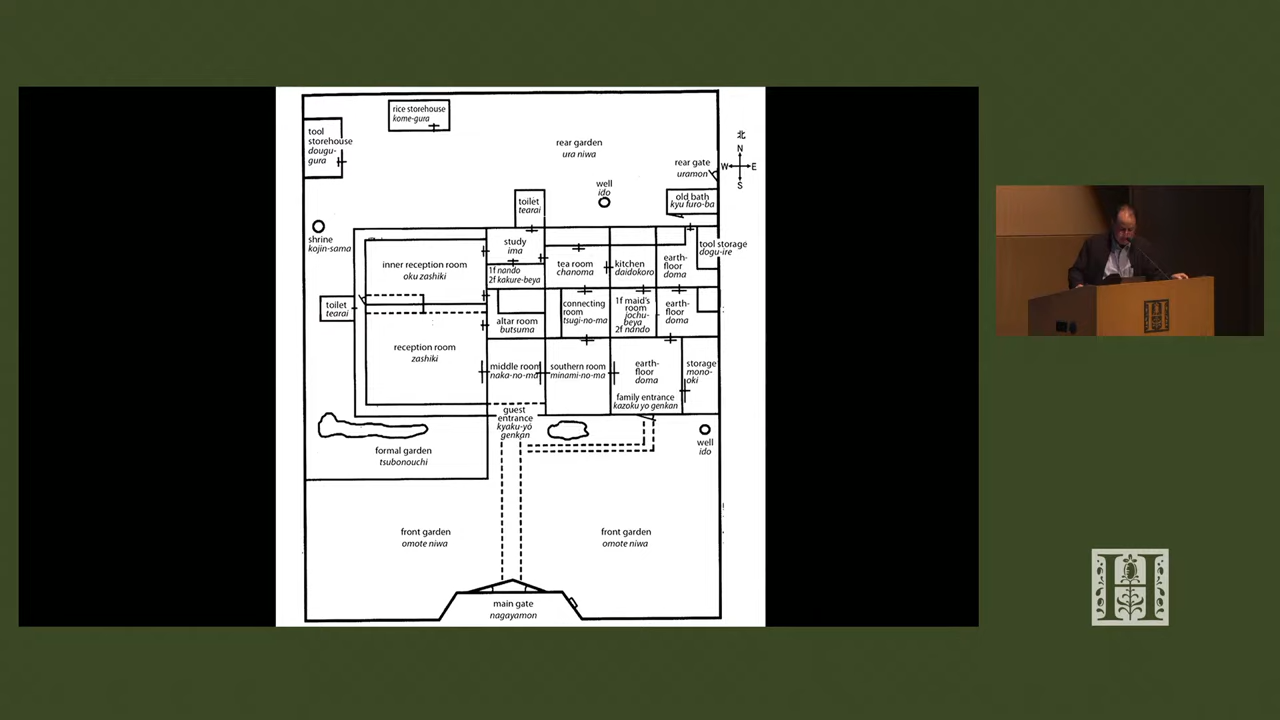 rice storehouse
kome-gura
tool
storehouse
dougu-
gura
rear garden
ura niwa
北
N
W
E
S
rear gate
uramon
well
ido
old bath
kyu furo-ba
toilet
tearai
shrine
kojin-sama
study
ima
tool storage
dogu-ire
inner reception room
oku zashiki
1f nando
2f kakure-beya
tea room
chanoma
kitchen
daidokoro
earth-
floor
doma
toilet
tearai
altar room
butsuma
connecting
room
tsugi-no-ma
1f maid's
room
jochu-
beya
2f nando
earth-
floor
doma
reception room
zashiki
middle room
naka-no-ma
southern room
minami-no-ma
earth-
floor
doma
storage
mono-
oki
family entrance
kazoku yo genkan
guest
entrance
kyaku-yō
genkan
well
ido
formal garden
tsubonouchi
front garden
omote niwa
front garden
omote niwa
main gate
nagayamon
H
H